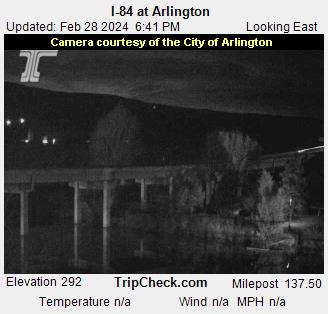 I-84 at Arlington
Updated: Feb 28 2024 6:41 PM Looking East
Camera courtesy of the City of Arlington
Elevation 292 TripCheck.com Milepost 137.50
Temperature n/a Wind n/a MPH n/a